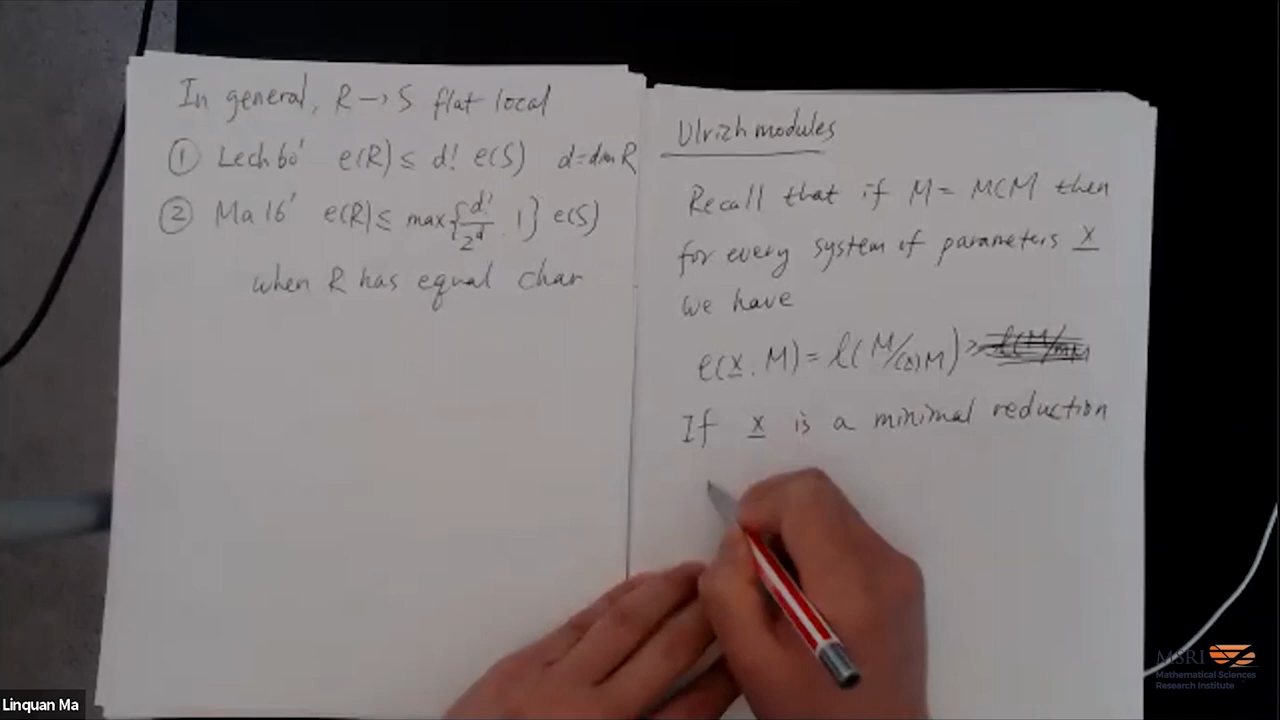 In general, R → S flat local
① Lech 60' e(R) ≤ d! e(S) d = dim R
② Ma 16' e(R) ≤ max{d!/2^d, 1} e(S)
when R has equal char
Ulrich modules
Recall that if M = MCM then
for every system of parameters x
we have
e(x, M) = l(M/(x)M) ≥
If x is a minimal reduction
Linquan Ma
MSRI
Mathematical Sciences
Research Institute